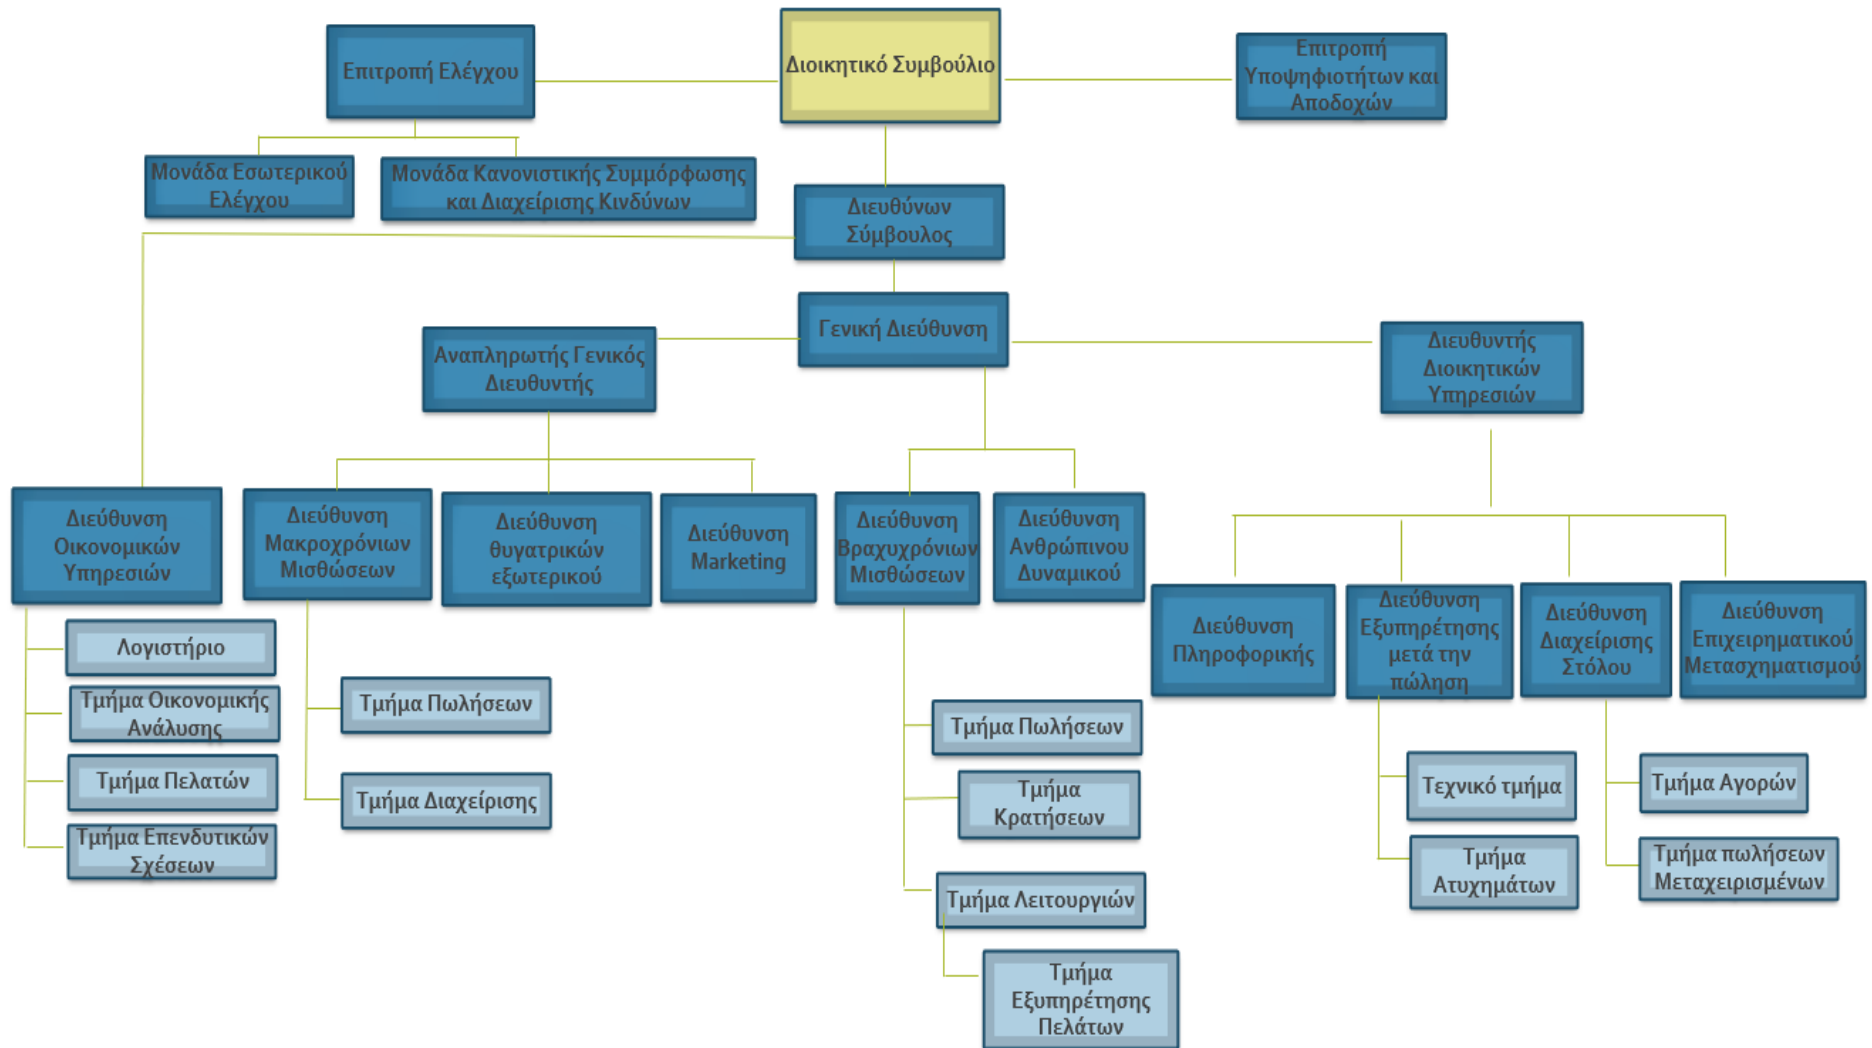 Επιτροπή Ελέγχου
Διοικητικό Συμβούλιο
Επιτροπή
Υποψηφιοτήτων και
Αποδοχών
Μονάδα Εσωτερικού
Ελέγχου
Μονάδα Κανονιστικής Συμμόρφωσης
και Διαχείρισης Κινδύνων
Διευθύνων
Σύμβουλος
Γενική Διεύθυνση
Αναπληρωτής Γενικός
Διευθυντής
Διευθυντής
Διοικητικών
Υπηρεσιών
Διεύθυνση
Οικονομικών
Υπηρεσιών
Διεύθυνση
Μακροχρόνιων
Μισθώσεων
Διεύθυνση
θυγατρικών
εξωτερικού
Διεύθυνση
Marketing
Διεύθυνση
Βραχυχρόνιων
Μισθώσεων
Διεύθυνση
Ανθρώπινου
Δυναμικού
Διεύθυνση
Πληροφορικής
Διεύθυνση
Εξυπηρέτησης
μετά την
πώληση
Διεύθυνση
Διαχείρισης
Στόλου
Διεύθυνση
Επιχειρηματικού
Μετασχηματισμού
Λογιστήριο
Τμήμα Οικονομικής
Ανάλυσης
Τμήμα Πελατών
Τμήμα Επενδυτικών
Σχέσεων
Τμήμα Πωλήσεων
Τμήμα Διαχείρισης
Τμήμα Πωλήσεων
Τμήμα
Κρατήσεων
Τμήμα Λειτουργιών
Τμήμα
Εξυπηρέτησης
Πελάτων
Τεχνικό τμήμα
Τμήμα
Ατυχημάτων
Τμήμα Αγορών
Τμήμα πωλήσεων
Μεταχειρισμένων